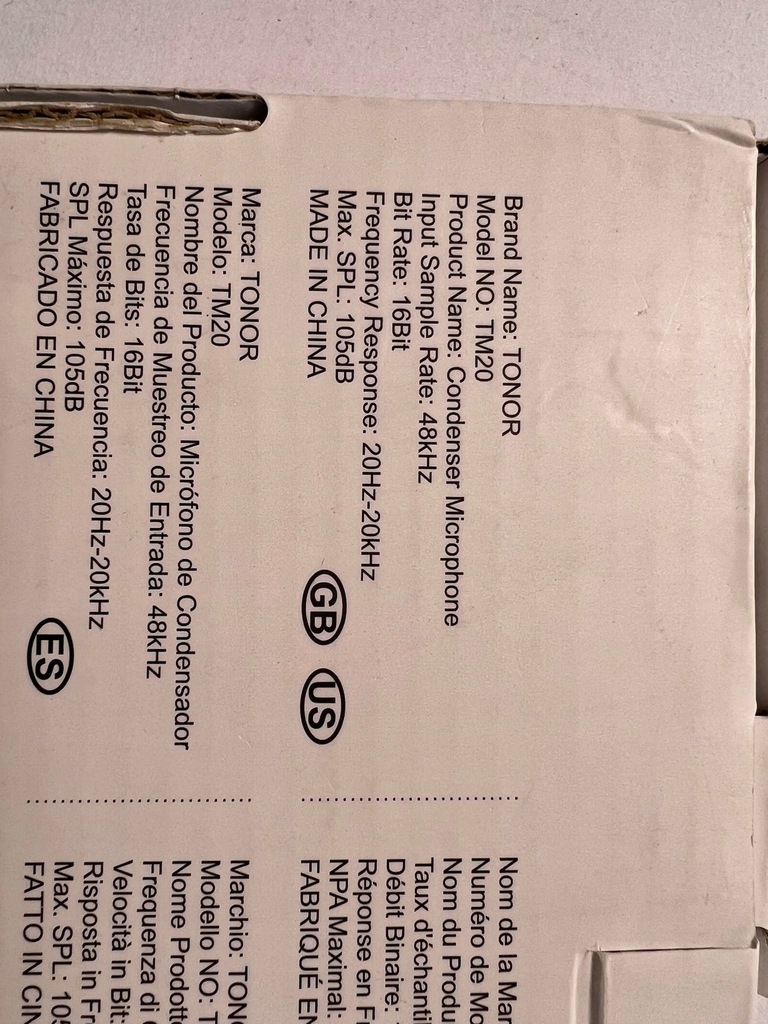 Brand Name: TONOR
Model NO: TM20
Product Name: Condenser Microphone
Input Sample Rate: 48kHz
Bit Rate: 16Bit
Frequency Response: 20Hz-20kHz
Max. SPL: 105dB
MADE IN CHINA
GB US
Nom de la
Numéro de
Nom du
Taux
Débit Binaire:
Réponse en
NPA Maximal:
FABRIQUÉ EN
Marca: TONOR
Modelo: TM20
Nombre del Producto: Micrófono de Condensador
Frecuencia de Muestreo de Entrada: 48kHz
Tasa de Bits: 16Bit
Respuesta de Frecuencia: 20Hz-20kHz
SPL Máximo: 105dB
FABRICADO EN CHINA
ES
Marchio:
Modello NO:
Nome
Frequenza di
Velocità in Bit:
Risposta in
Max. SPL:
FATTO IN